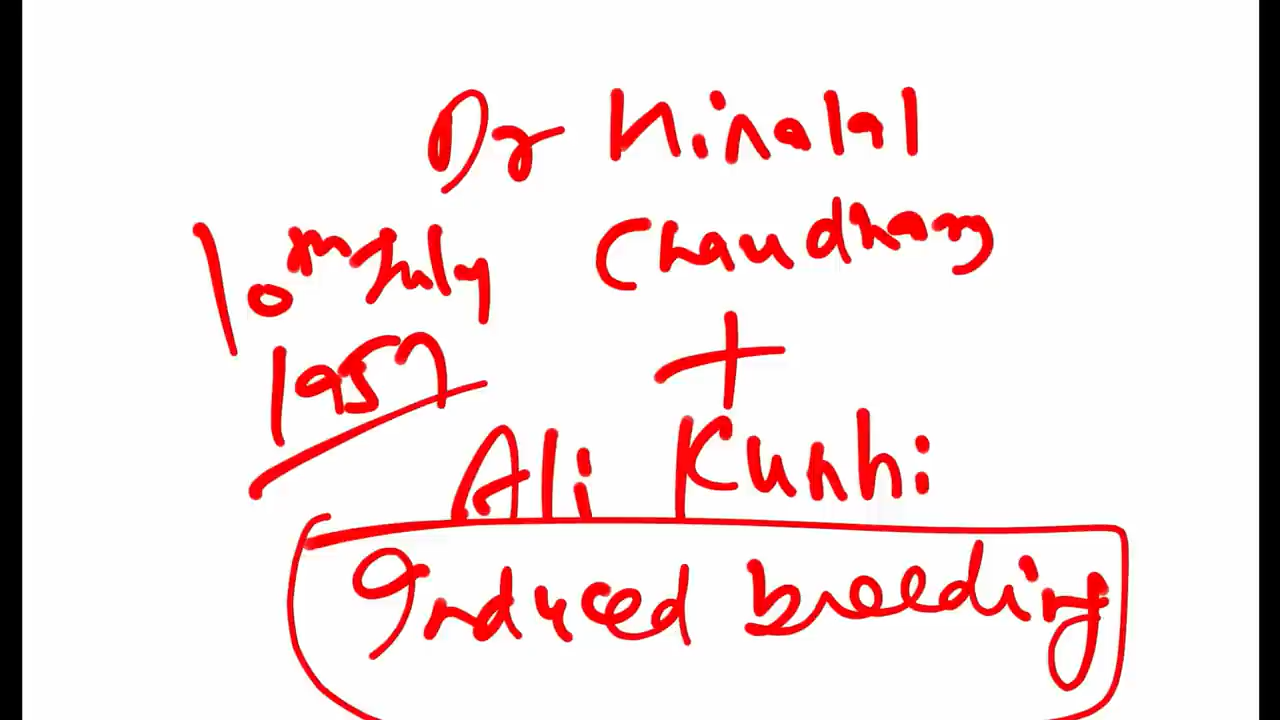 Dr Hiralal
Chaudhary
10th July
1957
+
Ali Kunhi
Induced breeding